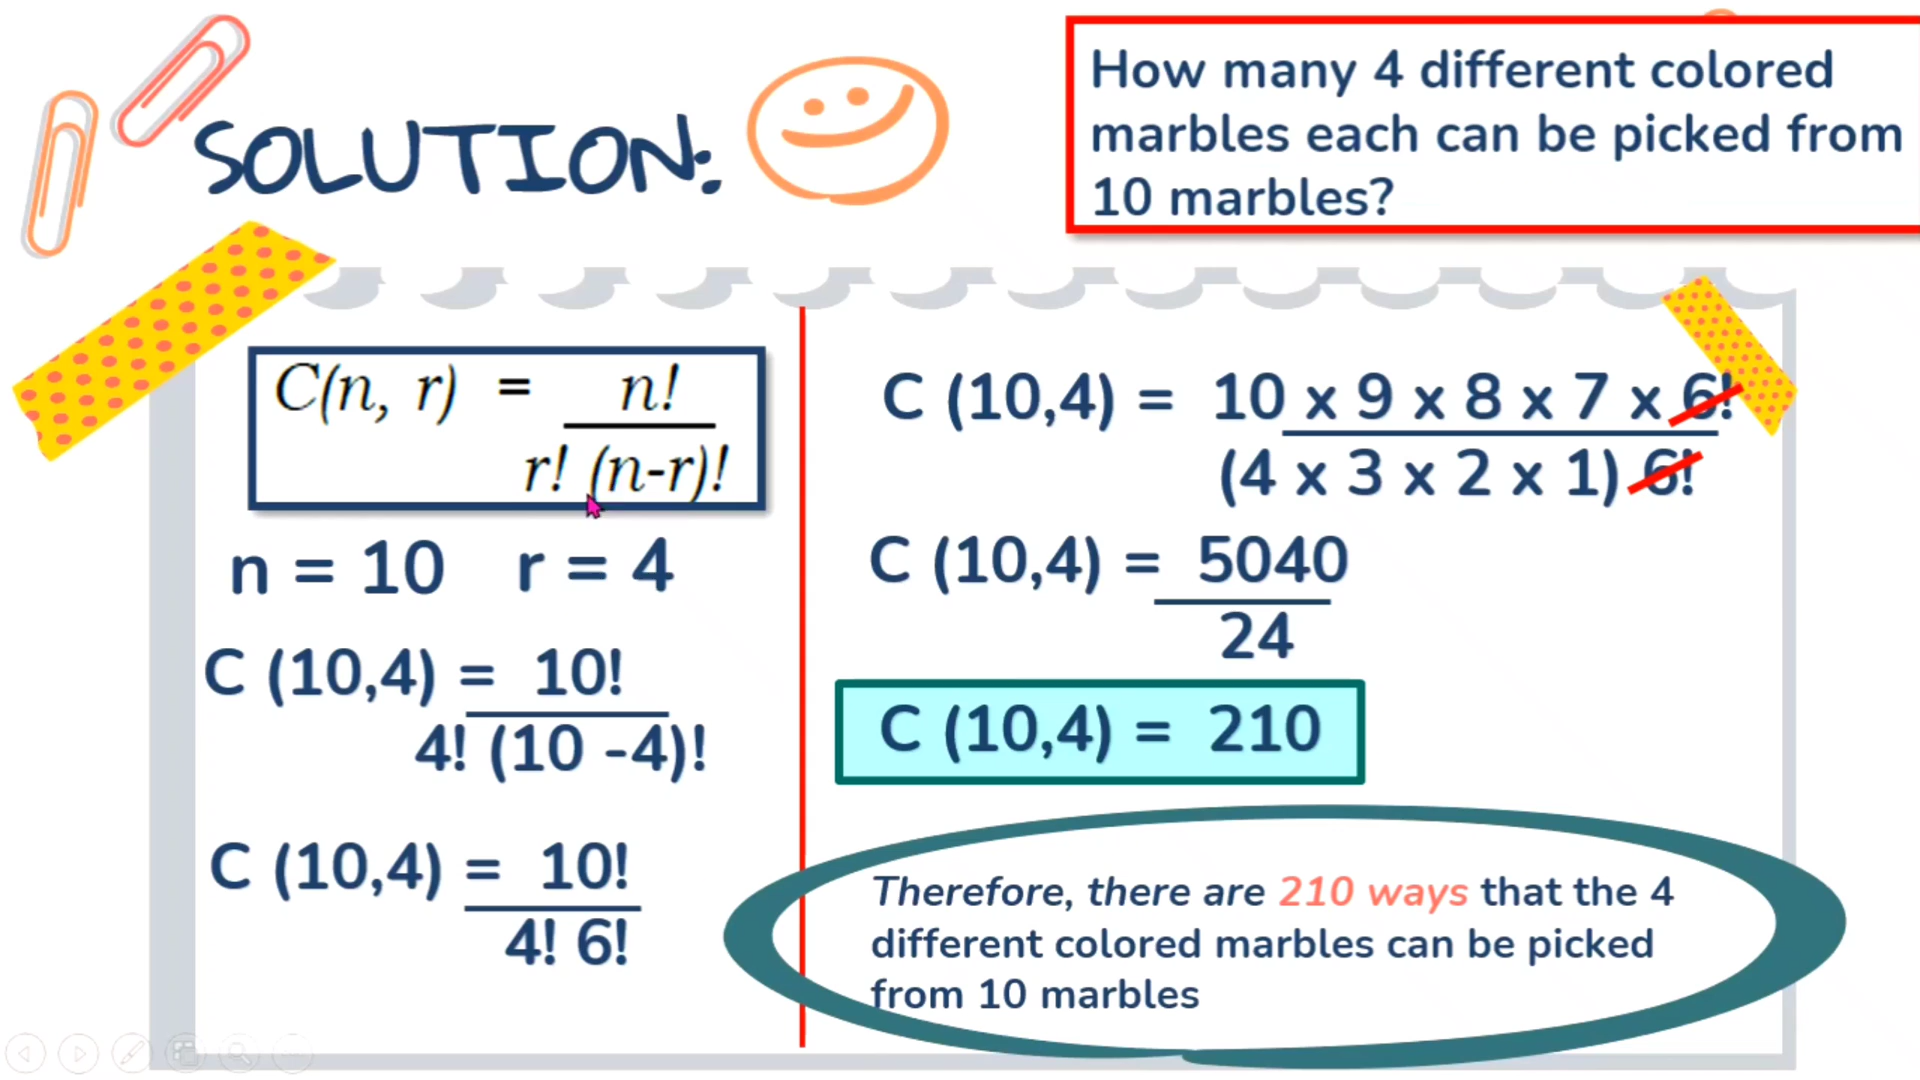 SOLUTION:
How many 4 different colored
marbles each can be picked from
10 marbles?
C(n, r) = n!
r! (n-r)!
n = 10 r = 4
C (10,4) = 10!
4! (10 -4)!
C (10,4) = 10!
4! 6!
C (10,4) = 10 x 9 x 8 x 7 x 6!
(4 x 3 x 2 x 1) 6!
C (10,4) = 5040
24
C (10,4) = 210
Therefore, there are 210 ways that the 4
different colored marbles can be picked
from 10 marbles